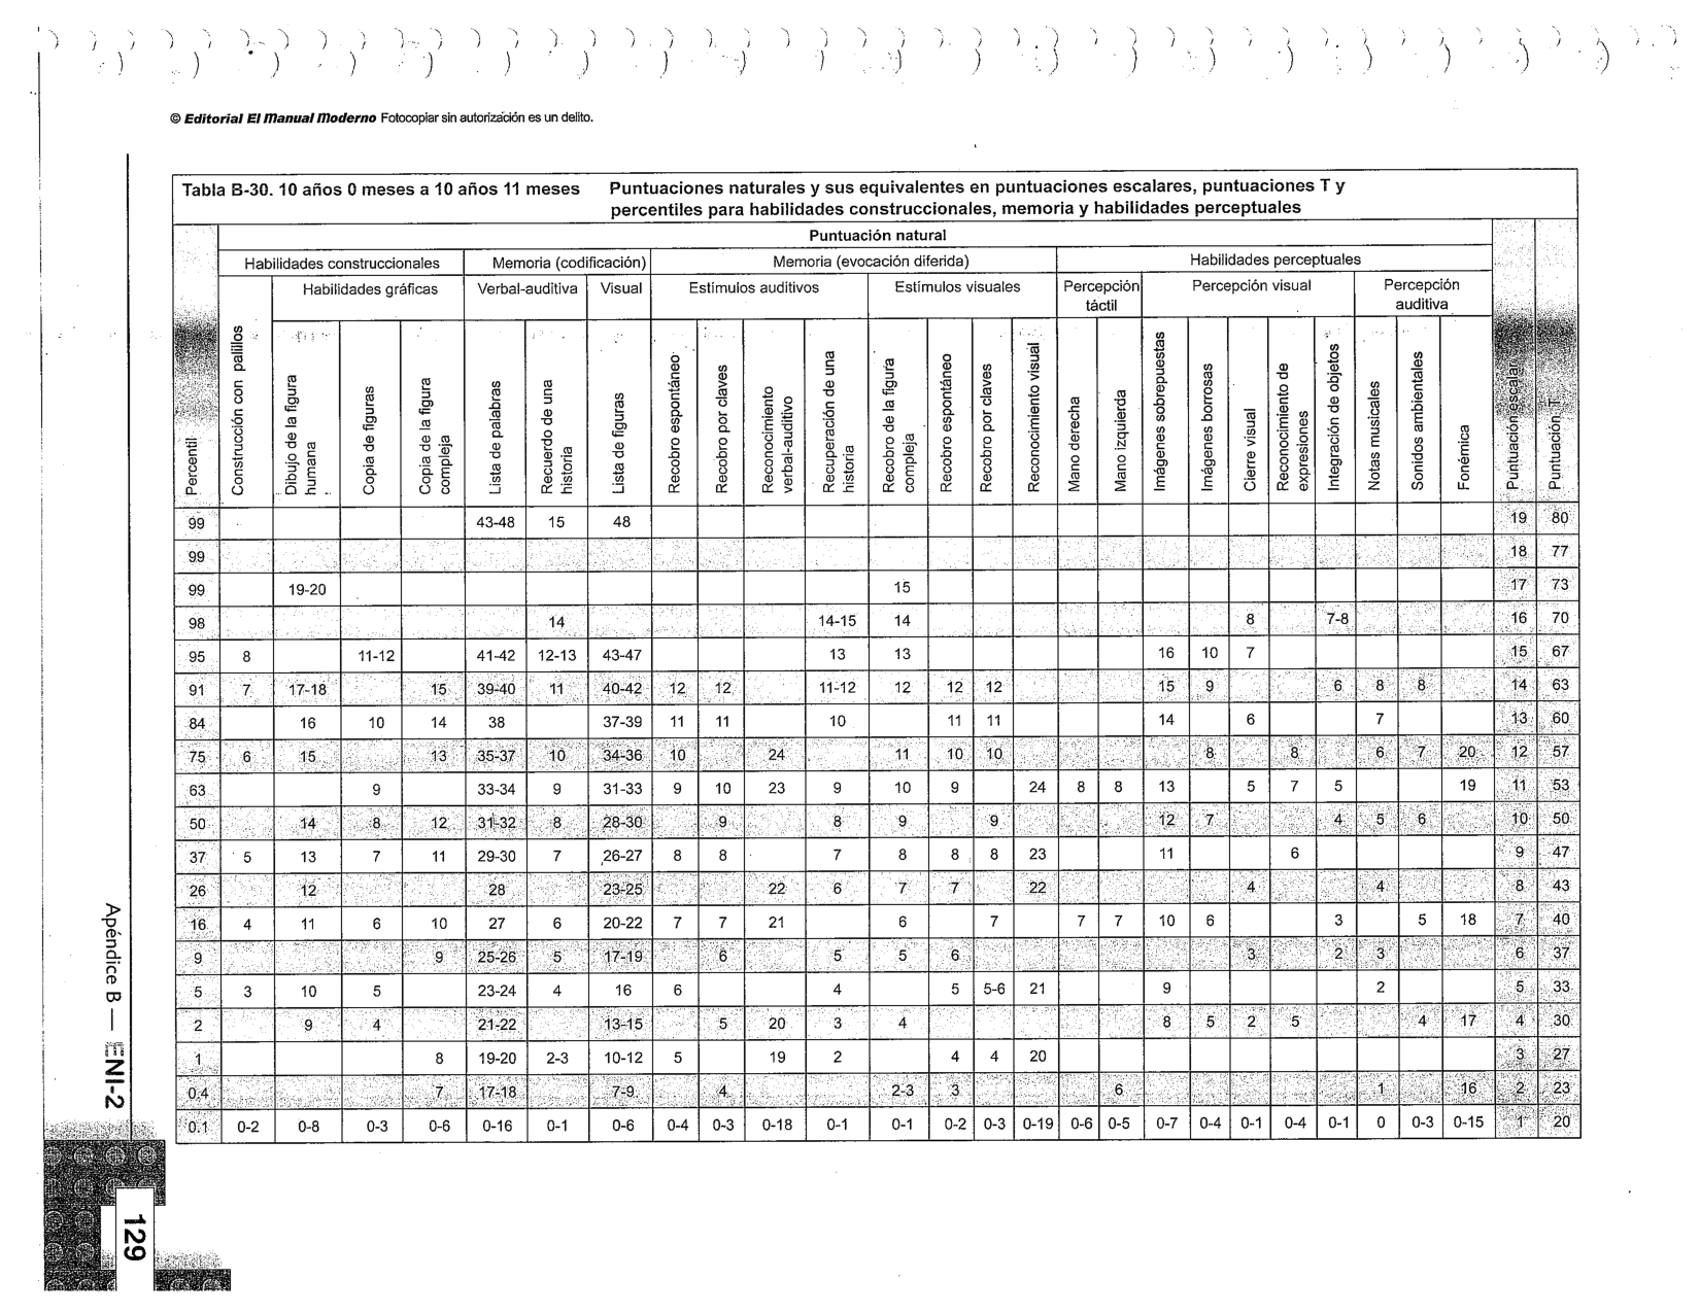 © Editorial El Manual Moderno Fotocopiar sin autorización es un delito.
Tabla B-30. 10 años 0 meses a 10 años 11 meses Puntuaciones naturales y sus equivalentes en puntuaciones escalares, puntuaciones T y
percentiles para habilidades construccionales, memoria y habilidades perceptuales
Puntuación natural
Habilidades construccionales Memoria (codificación) Memoria (evocación diferida) Habilidades perceptuales
Habilidades gráficas Verbal-auditiva Visual Estímulos auditivos Estímulos visuales Percepción táctil Percepción visual Percepción auditiva
Percentil
Construcción con palillos
Dibujo de la figura humana
Copia de figuras
Copia de la figura compleja
Lista de palabras
Recuerdo de una historia
Lista de figuras
Recobro espontáneo
Recobro por claves
Reconocimiento verbal-auditivo
Recuperación de una historia
Recobro de la figura compleja
Recobro espontáneo
Recobro por claves
Reconocimiento visual
Mano derecha
Mano izquierda
Imágenes sobrepuestas
Imágenes borrosas
Cierre visual
Reconocimiento de expresiones
Integración de objetos
Notas musicales
Sonidos ambientales
Fonémica
Puntuación escalar
Puntuación T
99 43-48 15 48 19 80
99 18 77
99 19-20 15 17 73
98 14 14-15 14 8 7-8 16 70
95 8 11-12 41-42 12-13 43-47 13 13 16 10 7 15 67
91 7 17-18 15 39-40 11 40-42 12 12 11-12 12 12 12 15 9 6 8 8 14 63
84 16 10 14 38 37-39 11 11 10 11 11 14 6 7 13 60
75 6 15 13 35-37 10 34-36 10 24 11 10 10 8 8 6 7 20 12 57
63 9 33-34 9 31-33 9 10 23 9 10 9 24 8 8 13 5 7 5 19 11 53
50 14 8 12 31-32 8 28-30 9 8 9 9 12 7 4 5 6 10 50
37 5 13 7 11 29-30 7 26-27 8 8 7 8 8 8 23 11 6 9 47
26 12 28 23-25 22 6 7 7 22 4 4 8 43
16 4 11 6 10 27 6 20-22 7 7 21 6 7 7 7 10 6 3 5 18 7 40
9 9 25-26 5 17-19 6 5 5 6 3 2 3 6 37
5 3 10 5 23-24 4 16 6 4 5 5-6 21 9 2 5 33
2 9 4 21-22 13-15 5 20 3 4 8 5 2 5 4 17 4 30
1 8 19-20 2-3 10-12 5 19 2 4 4 20 3 27
0.4 7 17-18 7-9 4 2-3 3 6 1 16 2 23
0.1 0-2 0-8 0-3 0-6 0-16 0-1 0-6 0-4 0-3 0-18 0-1 0-1 0-2 0-3 0-19 0-6 0-5 0-7 0-4 0-1 0-4 0-1 0 0-3 0-15 1 20
Apéndice B — ENI-2
129